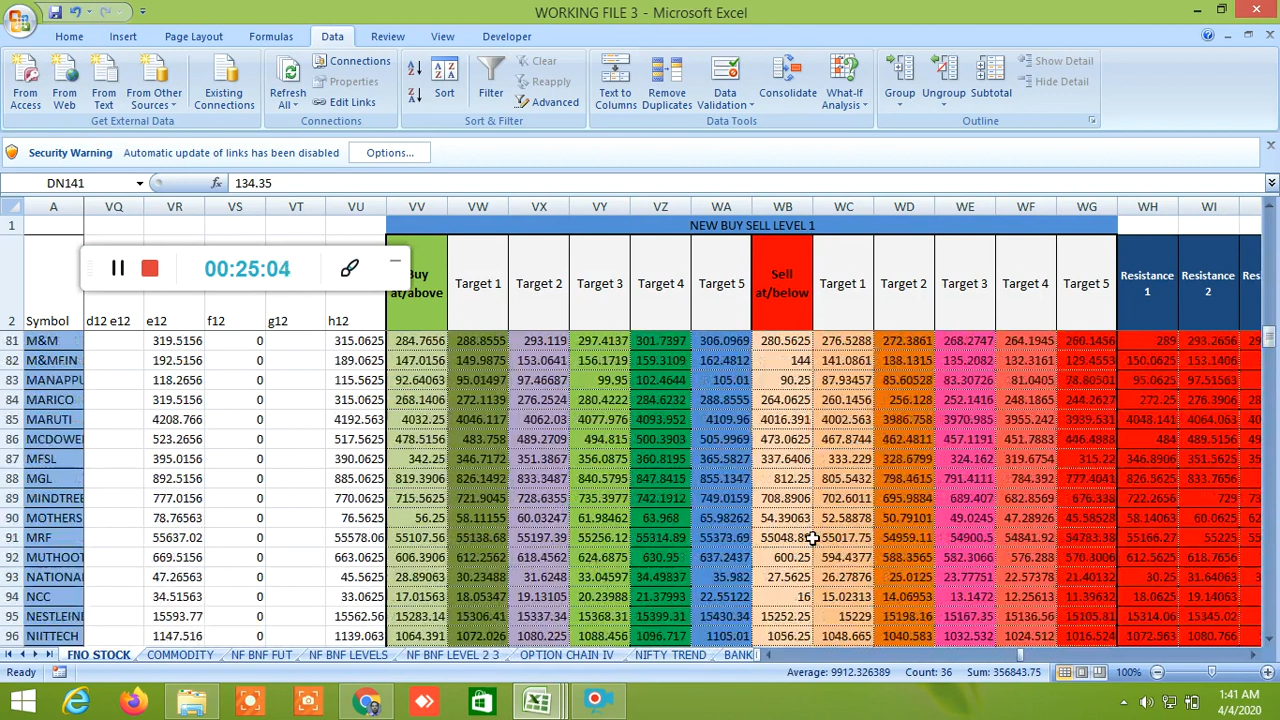 WORKING FILE 3 - Microsoft Excel
Home Insert Page Layout Formulas Data Review View Developer
From Access From Web From Text From Other Sources Existing Connections Refresh All Connections Properties Edit Links Sort Filter Clear Reapply Advanced Text to Columns Remove Duplicates Data Validation Consolidate What-If Analysis Group Ungroup Subtotal Show Detail Hide Detail
Get External Data Connections Sort & Filter Data Tools Outline
Security Warning Automatic update of links has been disabled Options...
DN141 fx 134.35
A VQ VR VS VT VU VV VW VX VY VZ WA WB WC WD WE WF WG WH WI
1 NEW BUY SELL LEVEL 1
00:25:04
2 Symbol d12 e12 e12 f12 g12 h12 Buy at/above Target 1 Target 2 Target 3 Target 4 Target 5 Sell at/below Target 1 Target 2 Target 3 Target 4 Target 5 Resistance 1 Resistance 2
81 M&M 319.5156 0 315.0625 284.7656 288.8555 293.119 297.4137 301.7397 306.0969 280.5625 276.5288 272.3861 268.2747 264.1945 260.1456 289 293.2656
82 M&MFIN 0 147.0156 149.9875 153.0641 156.1719 159.3109 162.4812 144 141.0861 138.1315 135.2082 132.3161 129.4553 150.0625 153.1406
83 MANAPPU 118.2656 0 115.5625 92.64063 95.01497 97.46687 99.95 102.4644 105.01 90.25 87.93457 85.60528 83.30726 81.0405 78.80501 95.0625 97.51563
84 MARICO 319.5156 0 315.0625 268.1406 272.1139 276.2524 280.4222 284.6232 288.8555 264.0625 260.1456 256.128 252.1416 248.1865 244.2626 272.25 276.3906
85 MARUTI 4208.766 0 4192.563 4032.25 4046.117 4062.031 4077.976 4093.952 4109.96 4016.391 4002.563 3986.758 3970.985 3955.242 3939.531 4048.141 4064.063
86 MCDOWE 523.2656 0 517.5625 478.5156 483.758 489.2709 494.815 500.3903 505.9969 473.0625 467.8744 462.4811 457.1191 451.7883 446.4888 484 489.5156
87 MFSL 395.0156 0 390.0625 342.25 346.7172 351.3872 356.0875 360.8195 365.5827 337.6406 333.229 328.6799 324.162 319.6754 315.22 346.8906 351.5625
88 MGL 892.5156 0 885.0625 819.3906 826.1492 833.3547 840.5795 847.8415 855.1347 812.25 805.5432 798.4615 791.4111 784.392 777.4041 826.5625 833.7656
89 MINDTREE 777.0156 0 770.0625 715.5625 721.9045 728.6355 735.3977 742.1912 749.0159 708.8906 702.6011 695.9884 689.407 682.8569 676.338 722.2656 729
90 MOTHERS 78.76563 0 76.5625 56.25 58.11155 61.98462 63.968 65.98262 54.39063 52.58878 50.79101 49.0245 47.28926 45.58528 58.14063 60.0625
91 MRF 55637.02 0 55578.06 55107.56 55138.68 55197.39 55256.12 55314.89 55373.69 55017.75 54959.11 54900.5 54841.92 54783.38 55166.27 55225
92 MUTHOOT 669.5156 0 663.0625 606.3906 612.2562 618.4562 624.6875 630.95 637.2437 600.25 594.4377 588.3565 582.3066 576.283 570.3006 612.5625 618.7656
93 NATIONAL 47.26563 0 45.5625 28.89063 30.23488 31.6248 33.04597 34.49837 35.982 27.5625 26.27876 25.0125 23.77751 22.57378 21.40132 30.25 31.64063
94 NCC 34.51563 0 33.0625 17.01563 18.05347 19.13105 20.23988 21.37993 22.55122 16 15.02313 14.06953 13.1472 12.25613 11.39634 18.0625 19.14063
95 NESTLEIND 15593.77 0 15562.56 15306.41 15337.34 15368.31 15399.31 15430.34 15252.25 15229 15198.16 15167.35 15136.56 15105.81 15314.06 15345.02
96 NIITTECH 1147.516 0 1139.063 1064.391 1072.026 1080.225 1088.456 1096.717 1105.01 1056.25 1048.665 1040.583 1032.532 1024.512 1016.524 1072.563 1080.766
FNO STOCK COMMODITY NF BNF FUT NF BNF LEVELS NF BNF LEVEL 2 3 OPTION CHAIN IV NIFTY TREND BANK
Ready Average: 9912.326389 Count: 36 Sum: 356843.75 100%
1:41 AM
4/4/2020